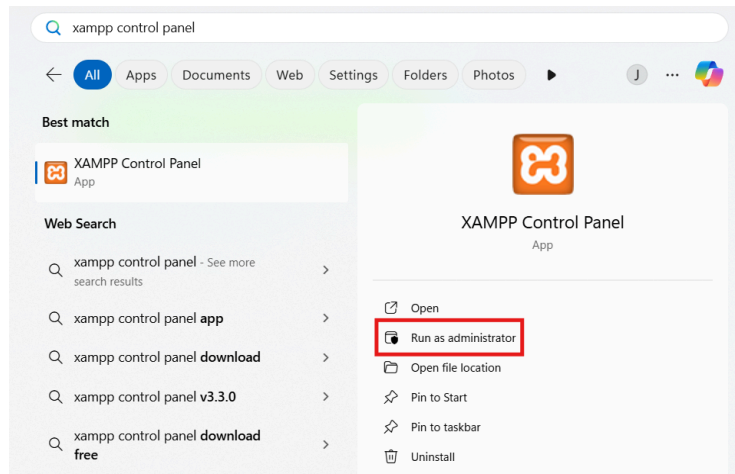 xampp control panel
All Apps Documents Web Settings Folders Photos J ...
Best match
XAMPP Control Panel
App
Web Search
xampp control panel - See more
search results
xampp control panel app
xampp control panel download
xampp control panel v3.3.0
xampp control panel download
free
XAMPP Control Panel
App
Open
Run as administrator
Open file location
Pin to Start
Pin to taskbar
Uninstall